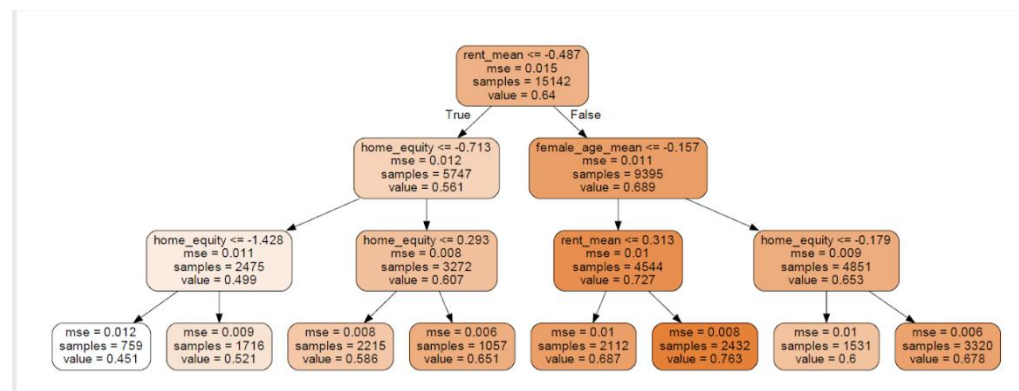 rent_mean <= -0.487
mse = 0.015
samples = 15142
value = 0.64
True
False
home_equity <= -0.713
mse = 0.012
samples = 5747
value = 0.561
female_age_mean <= -0.157
mse = 0.011
samples = 9395
value = 0.689
home_equity <= -1.428
mse = 0.011
samples = 2475
value = 0.499
home_equity <= 0.293
mse = 0.008
samples = 3272
value = 0.607
rent_mean <= 0.313
mse = 0.01
samples = 4544
value = 0.727
home_equity <= -0.179
mse = 0.009
samples = 4851
value = 0.653
mse = 0.012
samples = 759
value = 0.451
mse = 0.009
samples = 1716
value = 0.521
mse = 0.008
samples = 2215
value = 0.586
mse = 0.006
samples = 1057
value = 0.651
mse = 0.01
samples = 2112
value = 0.687
mse = 0.008
samples = 2432
value = 0.763
mse = 0.01
samples = 1531
value = 0.6
mse = 0.006
samples = 3320
value = 0.678